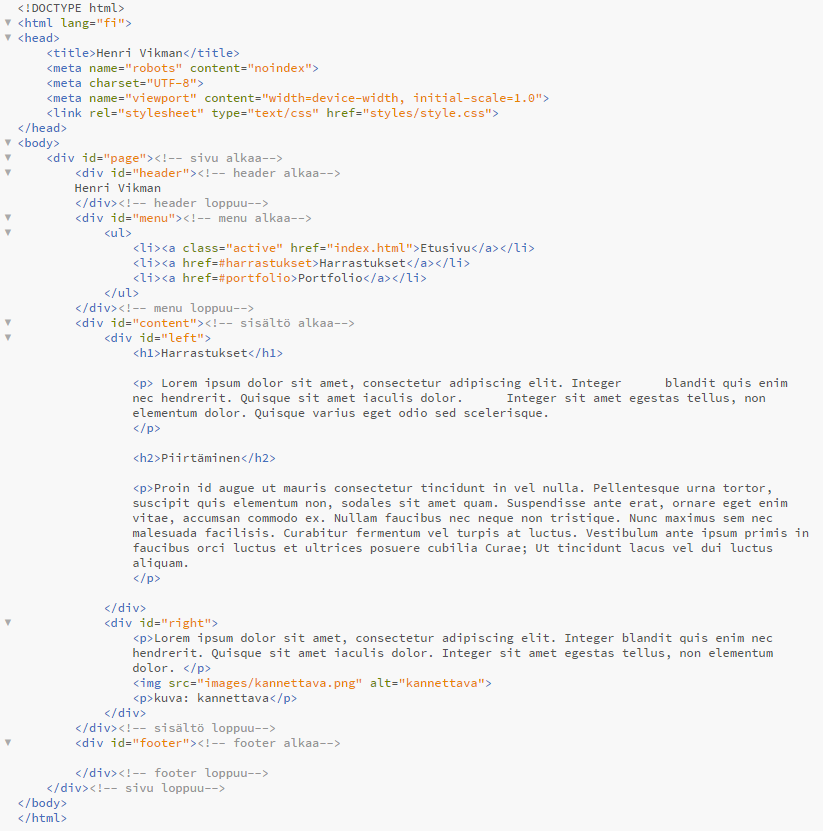 <!DOCTYPE html>
<html lang="fi">
<head>
    <title>Henri Vikman</title>
    <meta name="robots" content="noindex">
    <meta charset="UTF-8">
    <meta name="viewport" content="width=device-width, initial-scale=1.0">
    <link rel="stylesheet" type="text/css" href="styles/style.css">
</head>
<body>
    <div id="page"><!-- sivu alkaa-->
        <div id="header"><!-- header alkaa-->
        Henri Vikman
        </div><!-- header loppuu-->
        <div id="menu"><!-- menu alkaa-->
            <ul>
                <li><a class="active" href="index.html">Etusivu</a></li>
                <li><a href=#harrastukset>Harrastukset</a></li>
                <li><a href=#portfolio>Portfolio</a></li>
            </ul>
        </div><!-- menu loppuu-->
        <div id="content"><!-- sisältö alkaa-->
            <div id="left">
                <h1>Harrastukset</h1>

                <p> Lorem ipsum dolor sit amet, consectetur adipiscing elit. Integer      blandit quis enim
                nec hendrerit. Quisque sit amet iaculis dolor.      Integer sit amet egestas tellus, non
                elementum dolor. Quisque varius eget odio sed scelerisque.
                </p>

                <h2>Piirtäminen</h2>

                <p>Proin id augue ut mauris consectetur tincidunt in vel nulla. Pellentesque urna tortor,
                suscipit quis elementum non, sodales sit amet quam. Suspendisse ante erat, ornare eget enim
                vitae, accumsan commodo ex. Nullam faucibus nec neque non tristique. Nunc maximus sem nec
                malesuada facilisis. Curabitur fermentum vel turpis at luctus. Vestibulum ante ipsum primis in
                faucibus orci luctus et ultrices posuere cubilia Curae; Ut tincidunt lacus vel dui luctus
                aliquam.
                </p>

            </div>
            <div id="right">
                <p>Lorem ipsum dolor sit amet, consectetur adipiscing elit. Integer blandit quis enim nec
                hendrerit. Quisque sit amet iaculis dolor. Integer sit amet egestas tellus, non elementum
                dolor. </p>
                <img src="images/kannettava.png" alt="kannettava">
                <p>kuva: kannettava</p>
            </div>
        </div><!-- sisältö loppuu-->
        <div id="footer"><!-- footer alkaa-->

        </div><!-- footer loppuu-->
    </div><!-- sivu loppuu-->
</body>
</html>